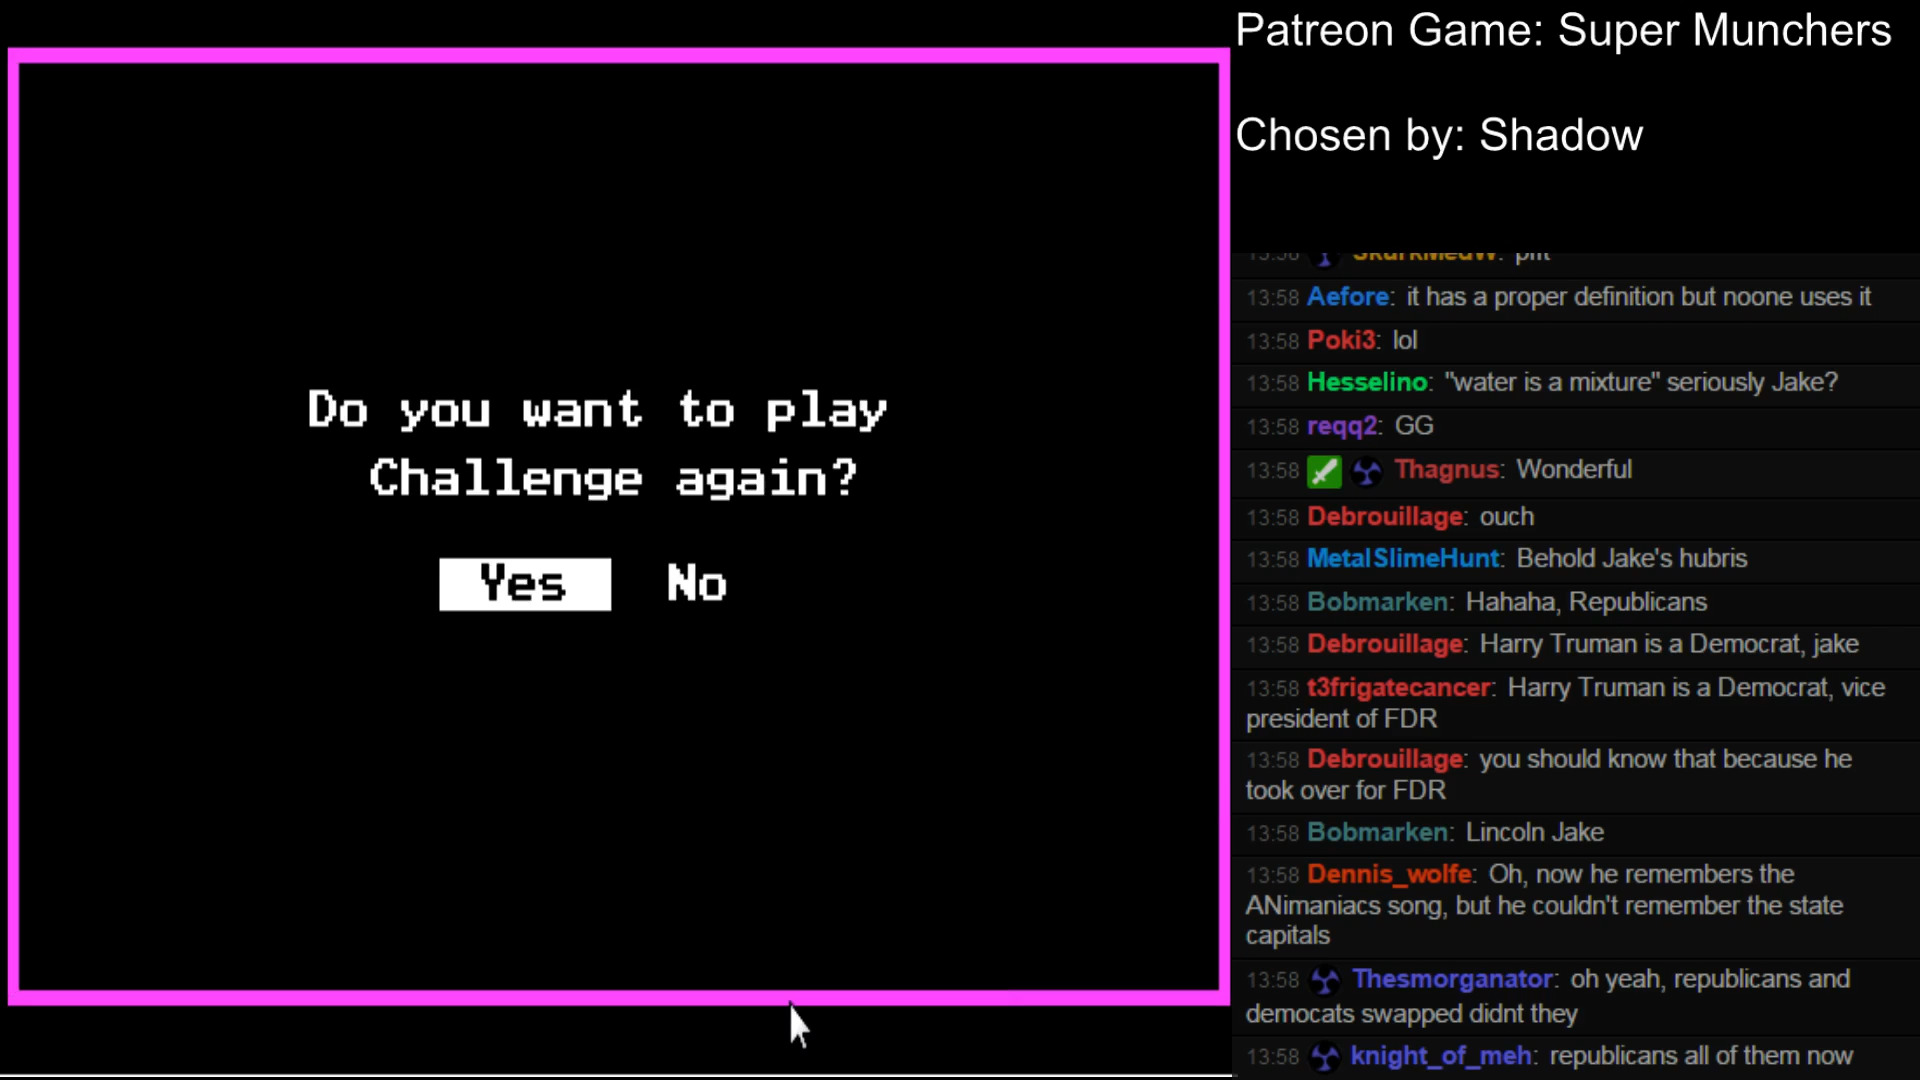 Patreon Game: Super Munchers
Chosen by: Shadow
Do you want to play
Challenge again?
Yes No
13:58 SkurkMedW: pfft
13:58 Aefore: it has a proper definition but noone uses it
13:58 Poki3: lol
13:58 Hesselino: "water is a mixture" seriously Jake?
13:58 reqq2: GG
13:58 Thagnus: Wonderful
13:58 Debrouillage: ouch
13:58 MetalSlimeHunt: Behold Jake's hubris
13:58 Bobmarken: Hahaha, Republicans
13:58 Debrouillage: Harry Truman is a Democrat, jake
13:58 t3frigatecancer: Harry Truman is a Democrat, vice
president of FDR
13:58 Debrouillage: you should know that because he
took over for FDR
13:58 Bobmarken: Lincoln Jake
13:58 Dennis_wolfe: Oh, now he remembers the
ANimaniacs song, but he couldn't remember the state
capitals
13:58 Thesmorganator: oh yeah, republicans and
democats swapped didnt they
13:58 knight_of_meh: republicans all of them now